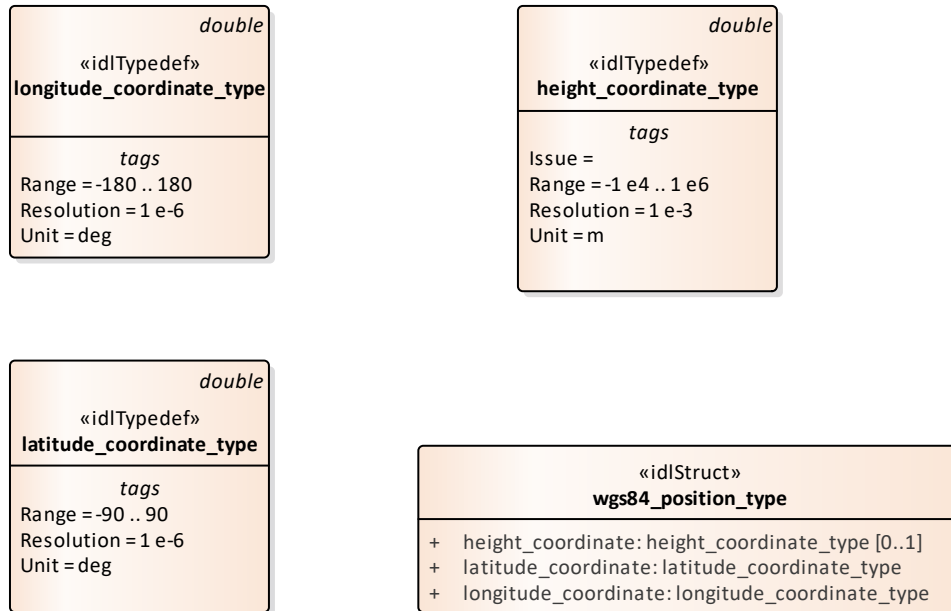 double
«idlTypedef»
longitude_coordinate_type
tags
Range = -180 .. 180
Resolution = 1 e-6
Unit = deg
double
«idlTypedef»
height_coordinate_type
tags
Issue =
Range = -1 e4 .. 1 e6
Resolution = 1 e-3
Unit = m
double
«idlTypedef»
latitude_coordinate_type
tags
Range = -90 .. 90
Resolution = 1 e-6
Unit = deg
«idlStruct»
wgs84_position_type
+ height_coordinate: height_coordinate_type [0..1]
+ latitude_coordinate: latitude_coordinate_type
+ longitude_coordinate: longitude_coordinate_type